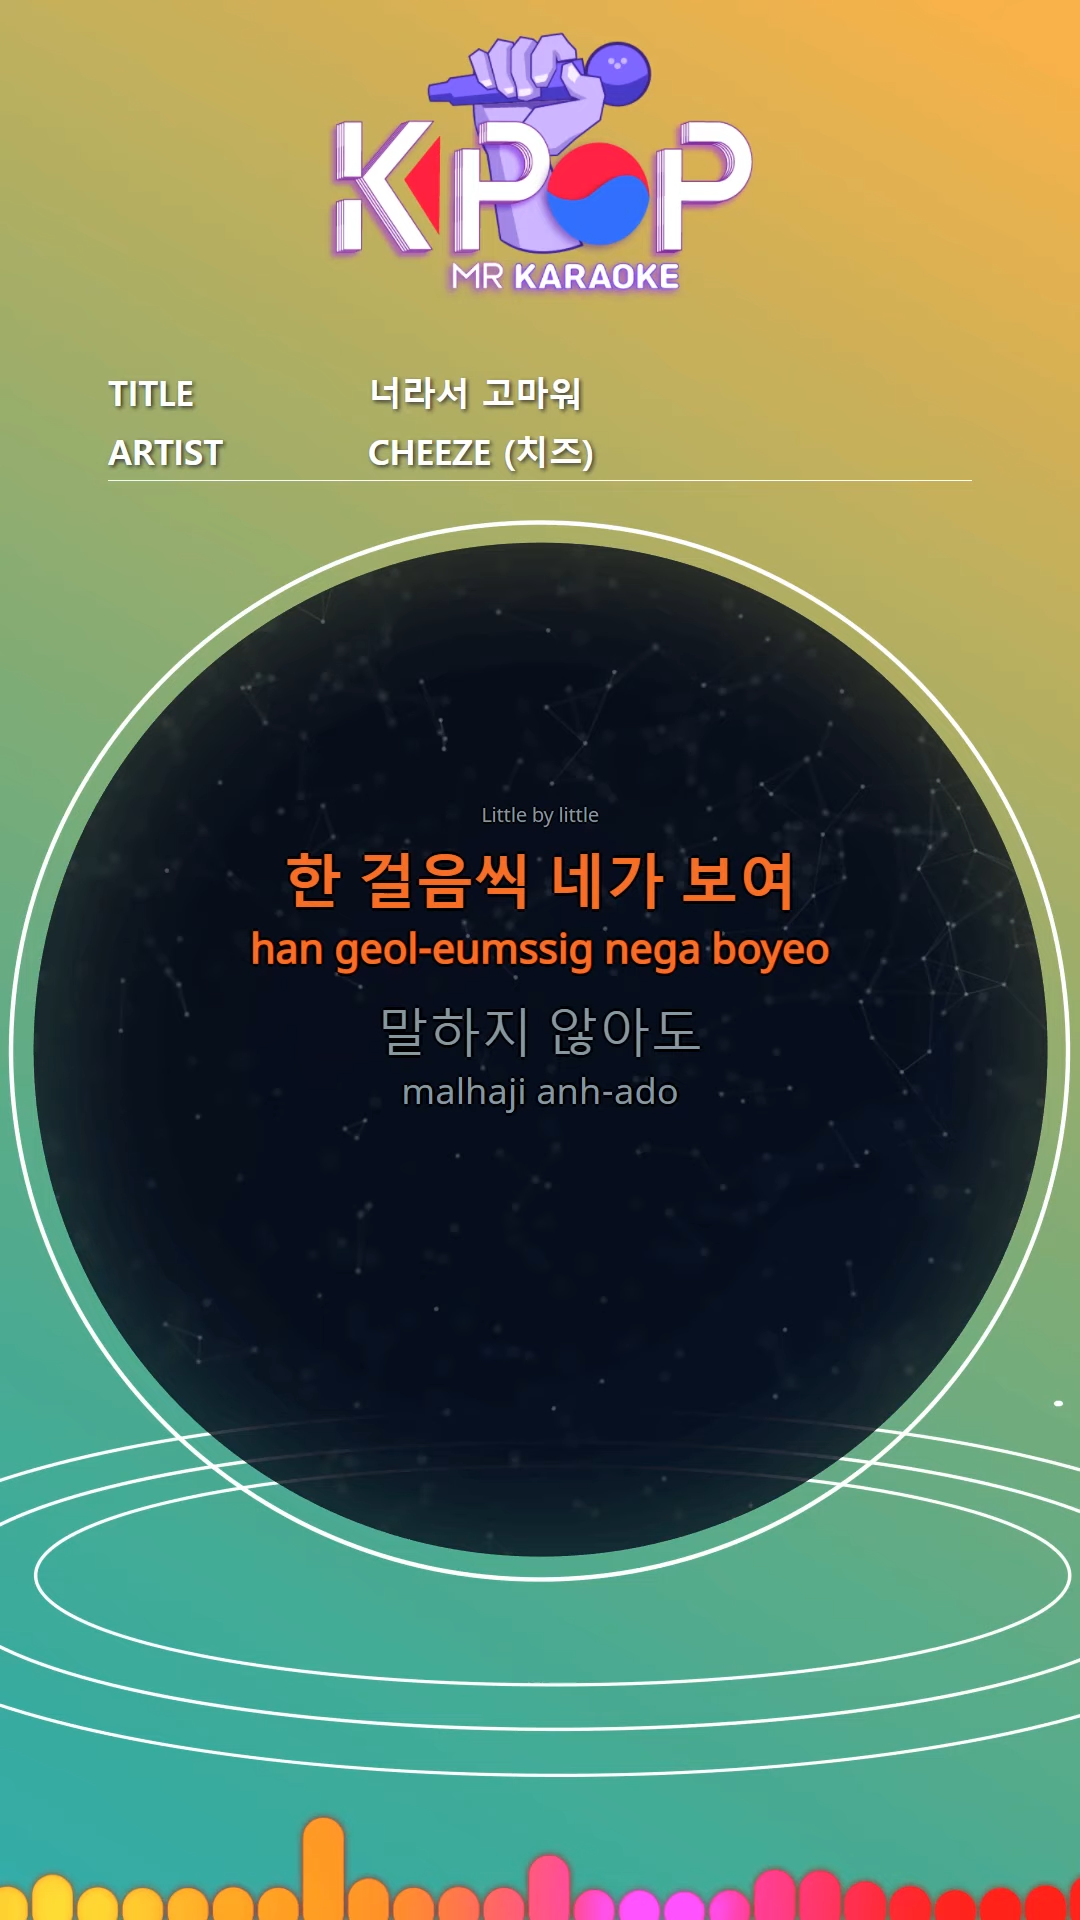 KPOP
MR KARAOKE
TITLE 너라서 고마워
ARTIST CHEEZE (치즈)
Little by little
한 걸음씩 네가 보여
han geol-eumssig nega boyeo
말하지 않아도
malhaji anh-ado